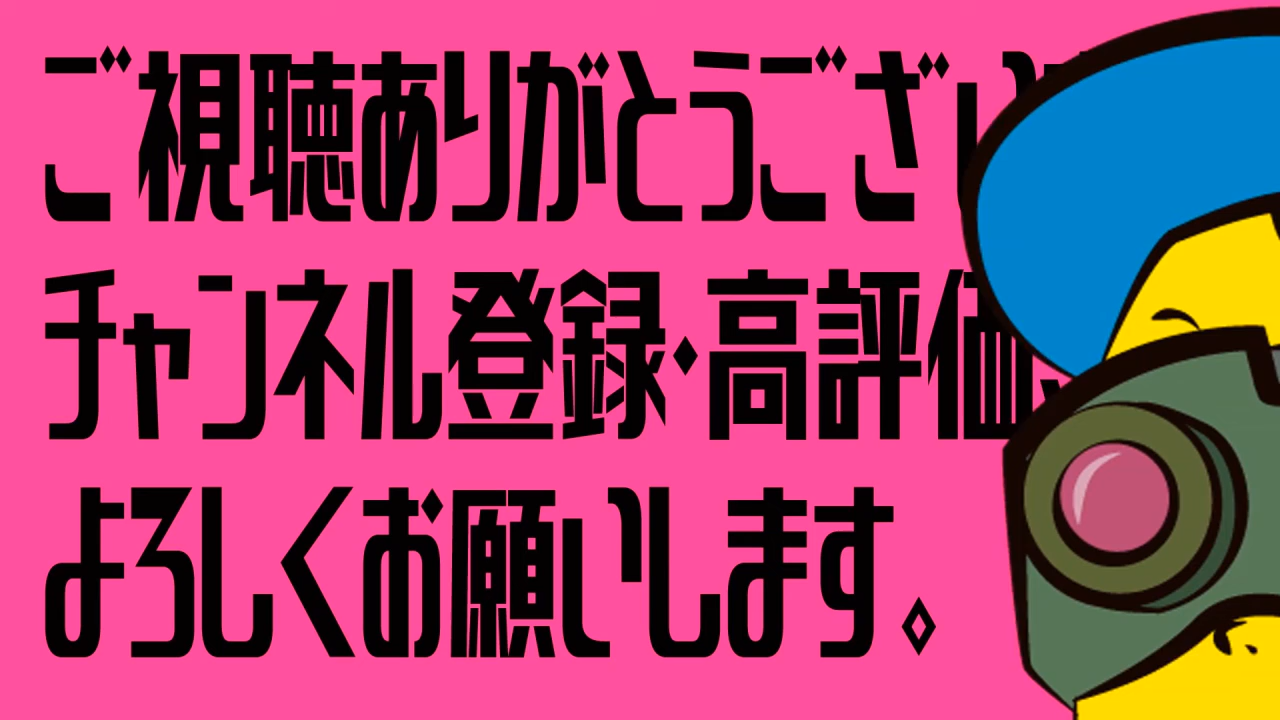 ご視聴ありがとうござい
チャンネル登録・高評価、
よろしくお願いします。